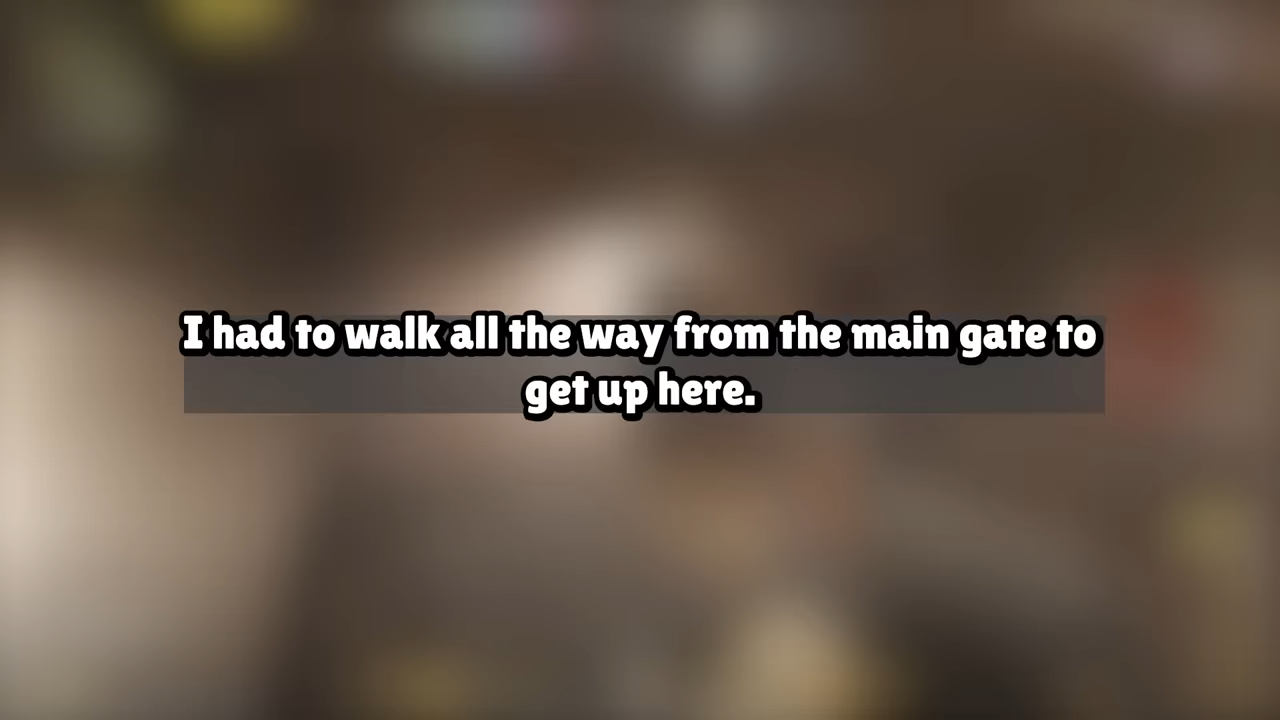 I had to walk all the way from the main gate to
get up here.